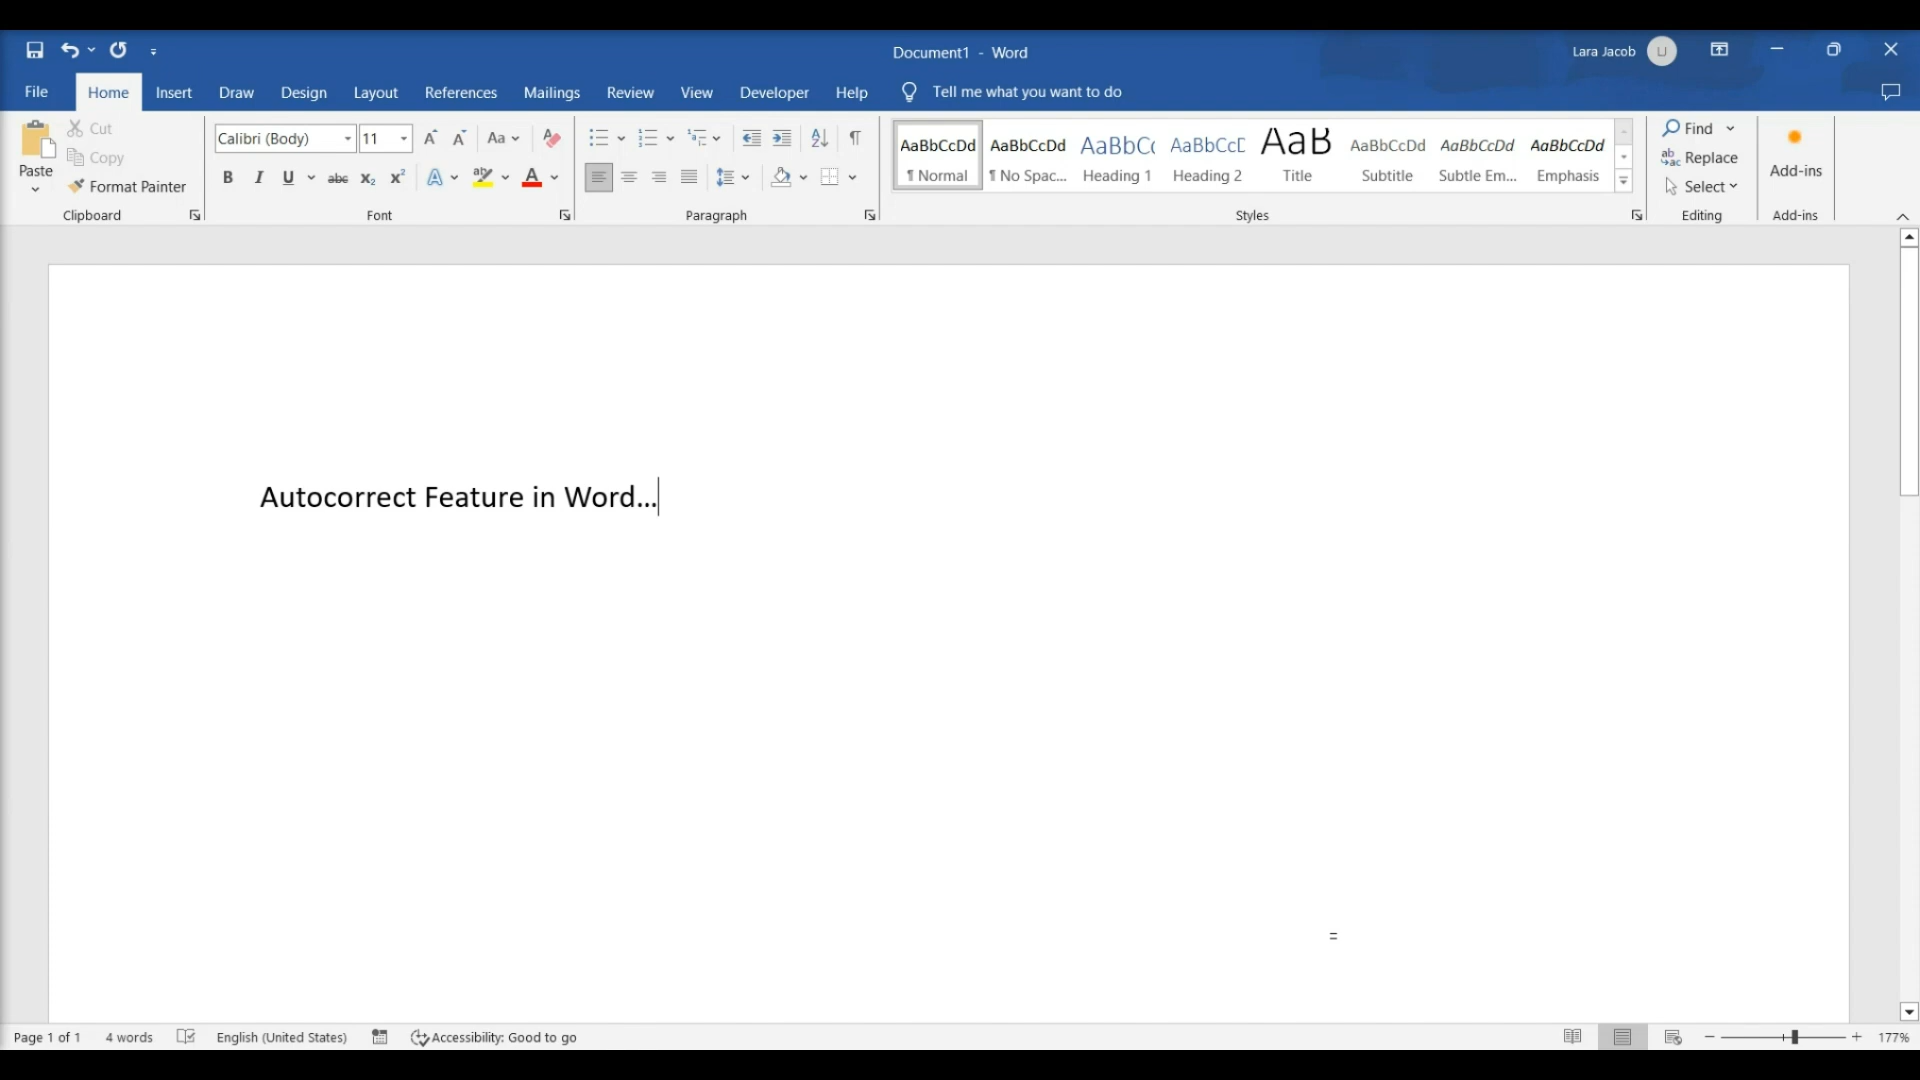 Document1 - Word
Lara Jacob LJ
File Home Insert Draw Design Layout References Mailings Review View Developer Help Tell me what you want to do
Paste
Cut
Copy
Format Painter
Clipboard
Calibri (Body) 11
Font
Paragraph
AaBbCcDd AaBbCcDd AaBbC AaBbCc AaB AaBbCcDd AaBbCcDd AaBbCcDd
¶ Normal ¶ No Spac... Heading 1 Heading 2 Title Subtitle Subtle Em... Emphasis
Styles
Find
Replace
Select
Editing
Add-ins
Add-ins
Autocorrect Feature in Word...
Page 1 of 1 4 words English (United States) Accessibility: Good to go 177%